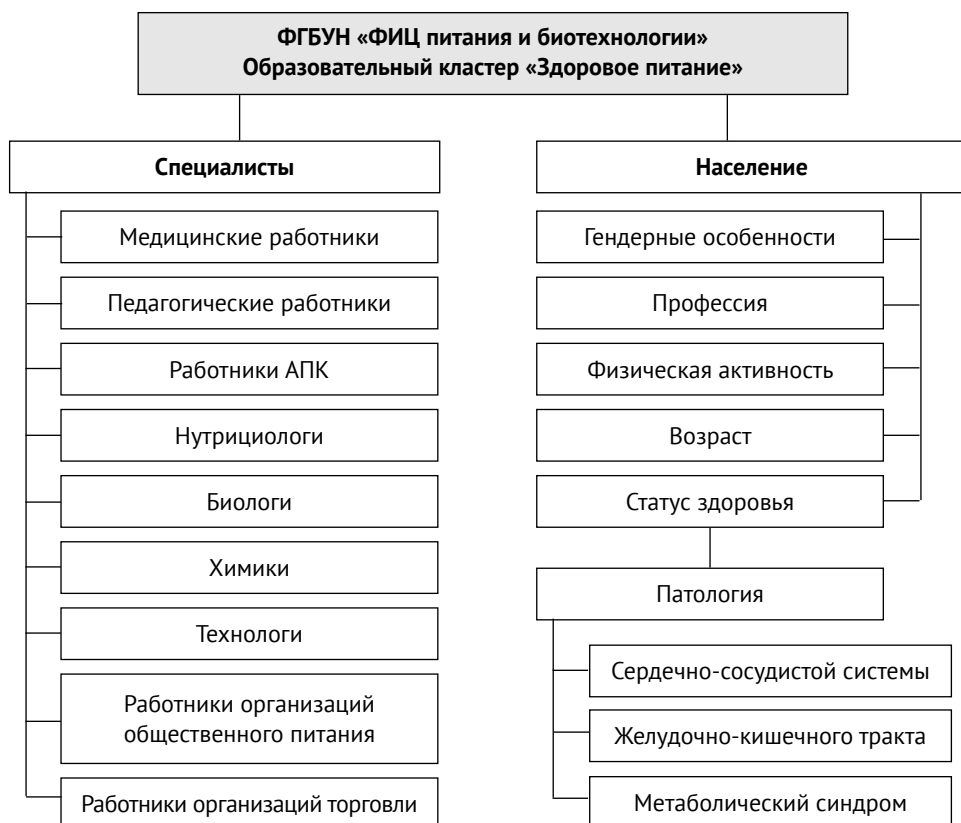 ФГБУН «ФИЦ питания и биотехнологии»
Образовательный кластер «Здоровое питание»
Специалисты
Медицинские работники
Педагогические работники
Работники АПК
Нутрициологи
Биологи
Химики
Технологи
Работники организаций
общественного питания
Работники организаций торговли
Население
Гендерные особенности
Профессия
Физическая активность
Возраст
Статус здоровья
Патология
Сердечно-сосудистой системы
Желудочно-кишечного тракта
Метаболический синдром